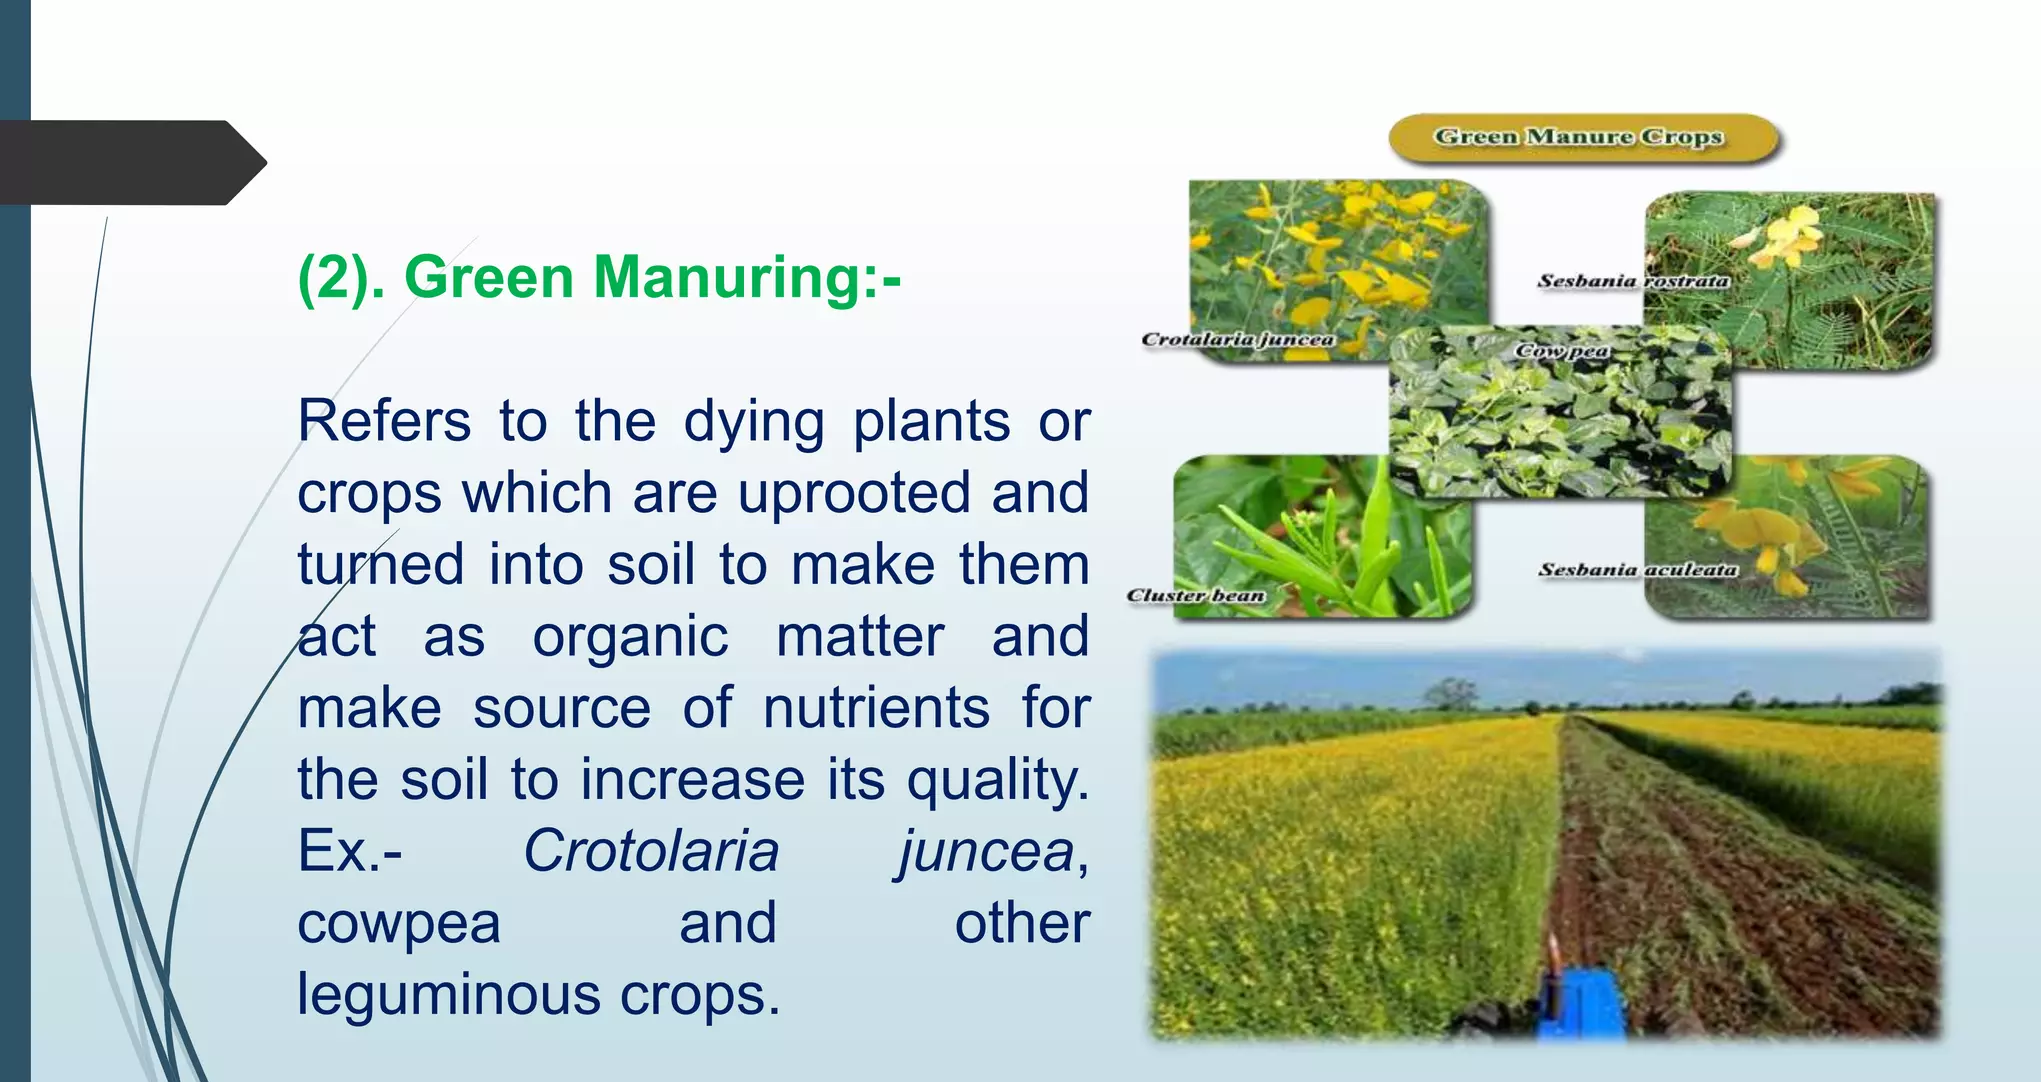 (2). Green Manuring:-
Refers to the dying plants or
crops which are uprooted and
turned into soil to make them
act as organic matter and
make source of nutrients for
the soil to increase its quality.
Ex.- Crotolaria juncea,
cowpea and other
leguminous crops.
Green Manure Crops
Sesbania rostrata
Crotalaria juncea
Cow pea
Sesbania aculeata
Cluster bean